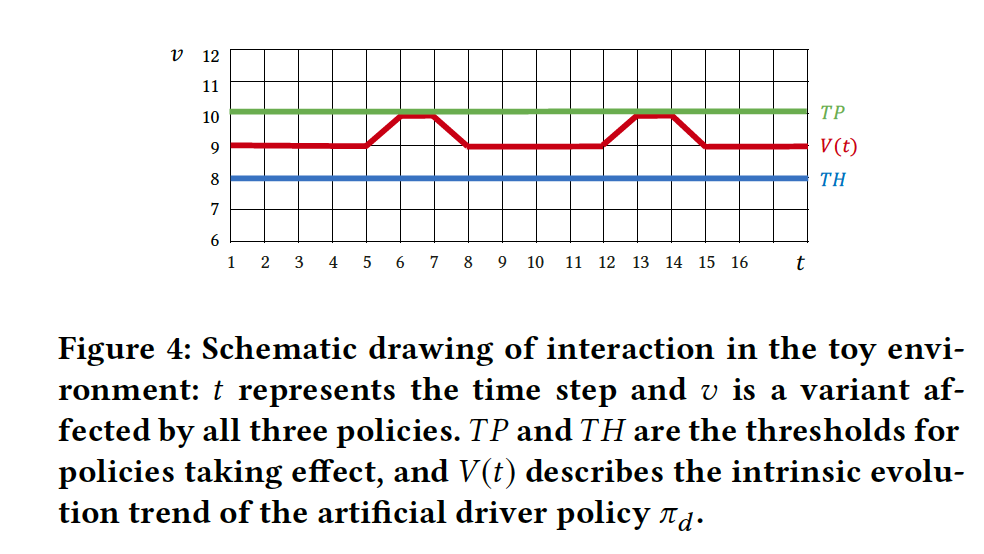 v 12
11
10 TP
9 V(t)
8 TH
7
6
1 2 3 4 5 6 7 8 9 10 11 12 13 14 15 16 t
Figure 4: Schematic drawing of interaction in the toy envi-
ronment: t represents the time step and v is a variant af-
fected by all three policies. TP and TH are the thresholds for
policies taking effect, and V(t) describes the intrinsic evolu-
tion trend of the artificial driver policy πd.